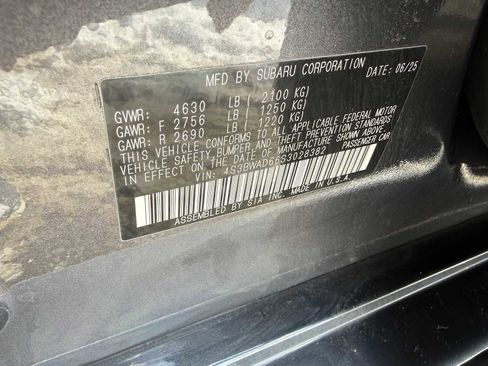 MFD BY SUBARU CORPORATION DATE: 06/25
GVWR: 4630 LB ( 2100 KG)
GAWR: F 2756 LB ( 1250 KG)
GAWR: R 2690 LB ( 1220 KG)
THIS VEHICLE CONFORMS TO ALL APPLICABLE FEDERAL MOTOR
VEHICLE SAFETY, BUMPER, AND THEFT PREVENTION STANDARDS
IN EFFECT ON THE DATE OF MANUFACTURE SHOWN ABOVE.
VIN: 4S3BWAD66S3028382
ASSEMBLED BY SIA INC. MADE IN U.S.A.